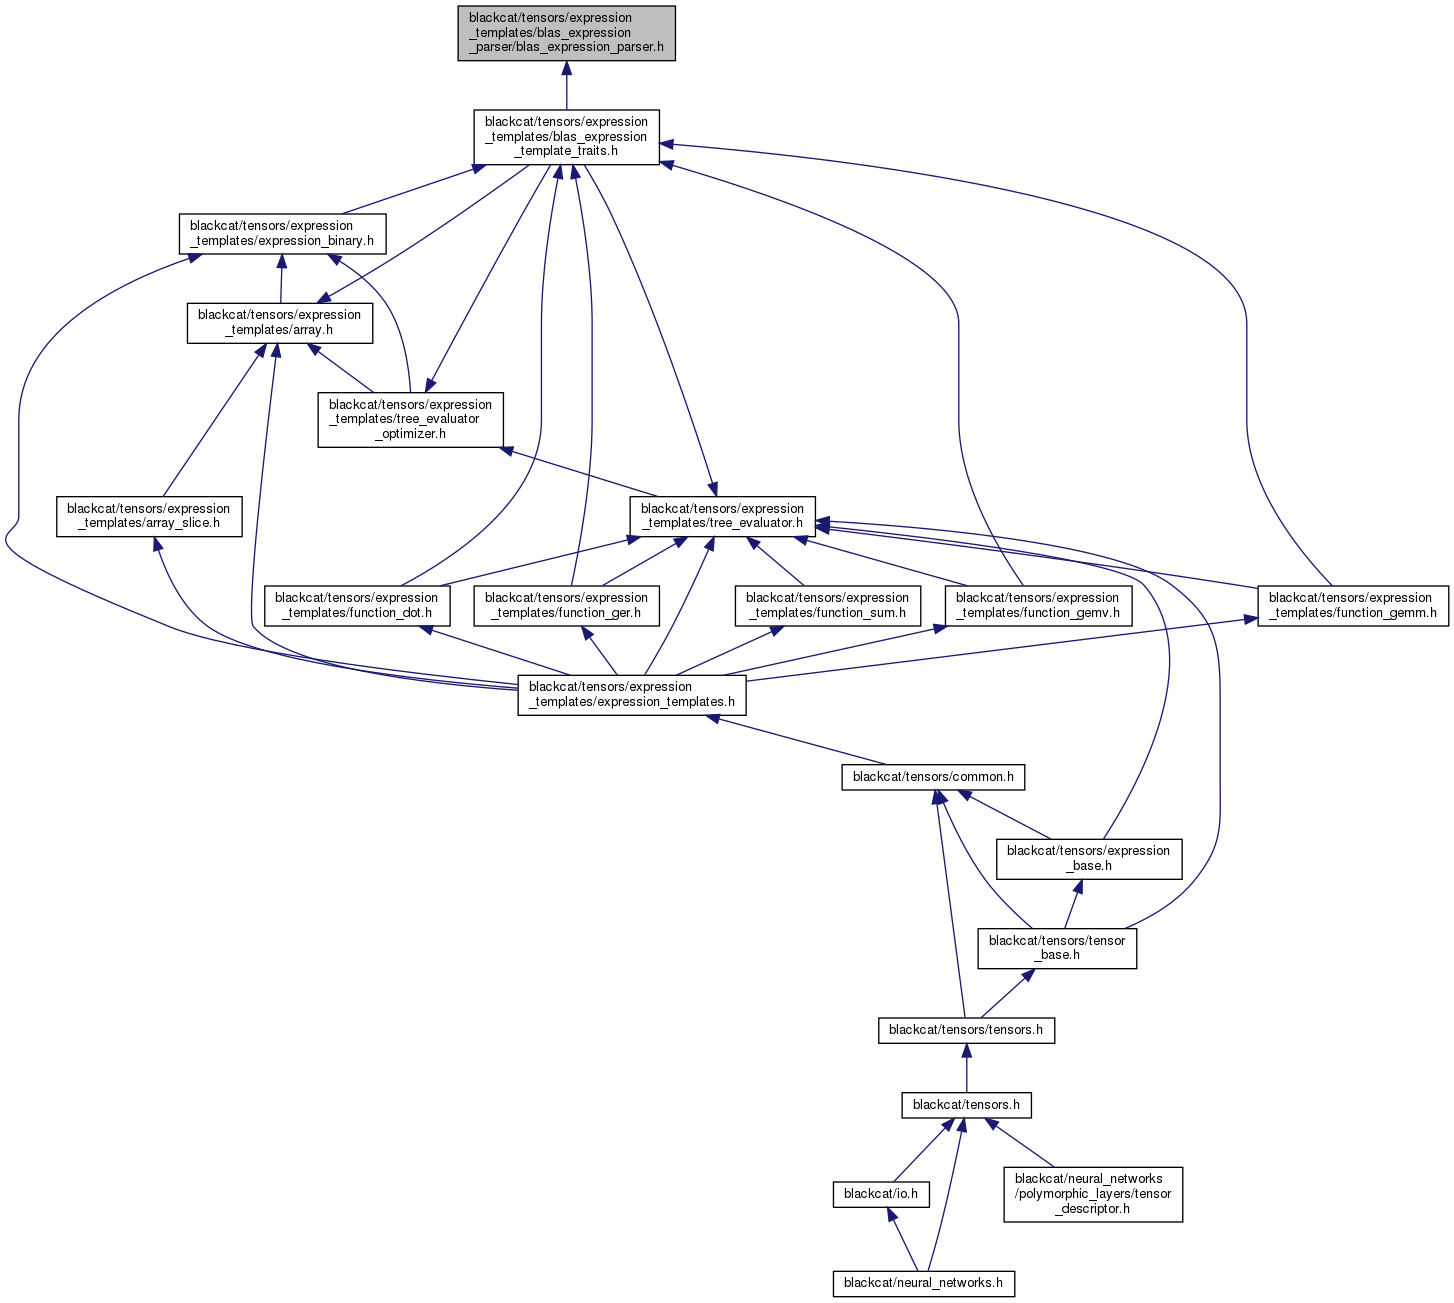 blackcat/tensors/expression
_templates/blas_expression
_parser/blas_expression_parser.h
blackcat/tensors/expression
_templates/blas_expression
_template_traits.h
blackcat/tensors/expression
_templates/expression_binary.h
blackcat/tensors/expression
_templates/array.h
blackcat/tensors/expression
_templates/tree_evaluator
_optimizer.h
blackcat/tensors/expression
_templates/array_slice.h
blackcat/tensors/expression
_templates/tree_evaluator.h
blackcat/tensors/expression
_templates/function_dot.h
blackcat/tensors/expression
_templates/function_ger.h
blackcat/tensors/expression
_templates/function_sum.h
blackcat/tensors/expression
_templates/function_gemv.h
blackcat/tensors/expression
_templates/function_gemm.h
blackcat/tensors/expression
_templates/expression_templates.h
blackcat/tensors/common.h
blackcat/tensors/expression
_base.h
blackcat/tensors/tensor
_base.h
blackcat/tensors/tensors.h
blackcat/tensors.h
blackcat/io.h
blackcat/neural_networks
/polymorphic_layers/tensor
_descriptor.h
blackcat/neural_networks.h